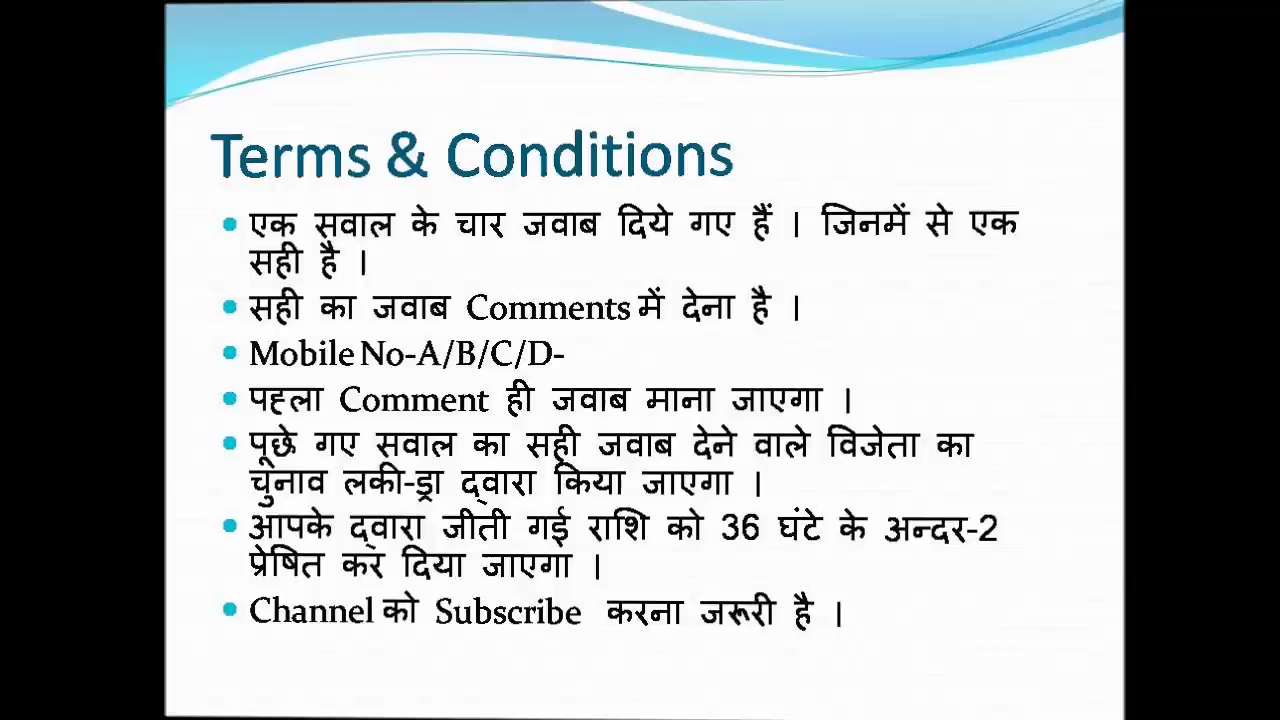 Terms & Conditions
• एक सवाल के चार जवाब दिये गए हैं । जिनमें से एक
सही है ।
• सही का जवाब Comments में देना है ।
• Mobile No-A/B/C/D-
• पह्ला Comment ही जवाब माना जाएगा ।
• पूछे गए सवाल का सही जवाब देने वाले विजेता का
चुनाव लकी-ड्रा द्वारा किया जाएगा ।
• आपके द्वारा जीती गई राशि को 36 घंटे के अन्दर-2
प्रेषित कर दिया जाएगा ।
• Channel को Subscribe करना जरूरी है ।